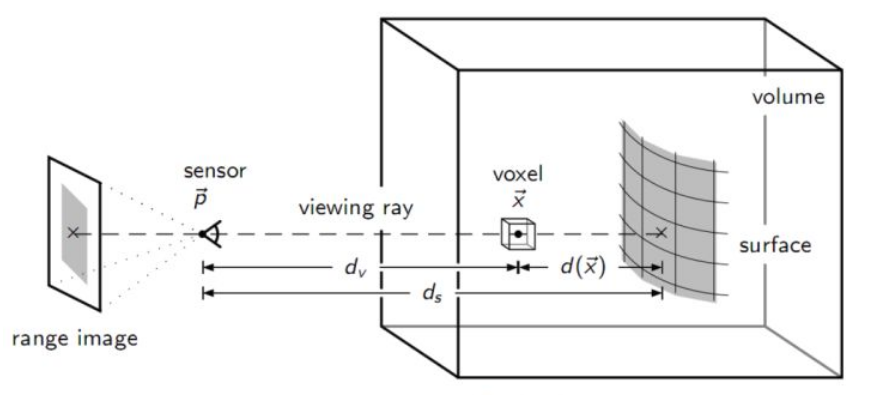 volume
sensor
p⃗
voxel
x⃗
viewing ray
surface
d_v
d(x⃗)
d_s
range image